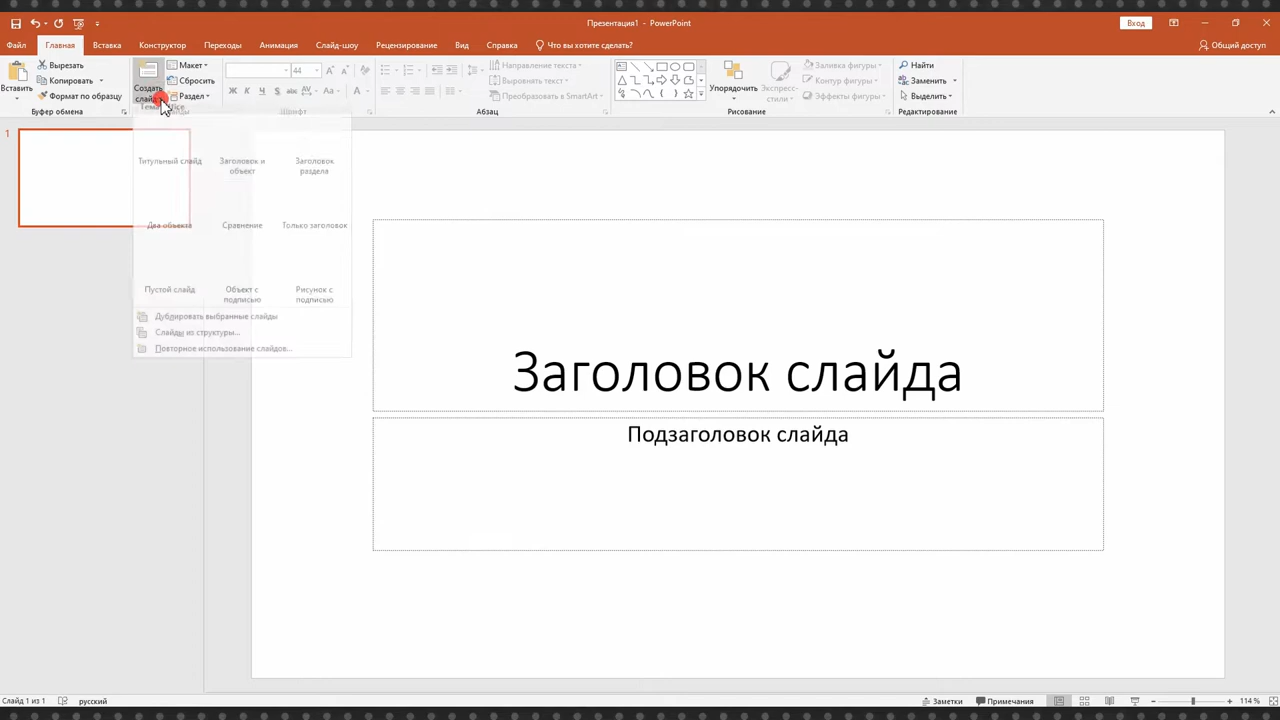 Презентация1 - PowerPoint
Вход
Файл
Главная
Вставка
Конструктор
Переходы
Анимация
Слайд-шоу
Рецензирование
Вид
Справка
Что вы хотите сделать?
Общий доступ
Вставить
Вырезать
Копировать
Формат по образцу
Буфер обмена
Создать
слайд
Макет
Сбросить
Раздел
44
Шрифт
Направление текста
Выровнять текст
Преобразовать в SmartArt
Абзац
Упорядочить
Экспресс-
стили
Заливка фигуры
Контур фигуры
Эффекты фигуры
Рисование
Найти
Заменить
Выделить
Редактирование
1
Титульный слайд
Заголовок и
объект
Заголовок
раздела
Два объекта
Сравнение
Только заголовок
Пустой слайд
Объект с
подписью
Рисунок с
подписью
Дублировать выбранные слайды
Слайды из структуры...
Повторное использование слайдов...
Заголовок слайда
Подзаголовок слайда
Слайд 1 из 1
русский
Заметки
Примечания
114 %